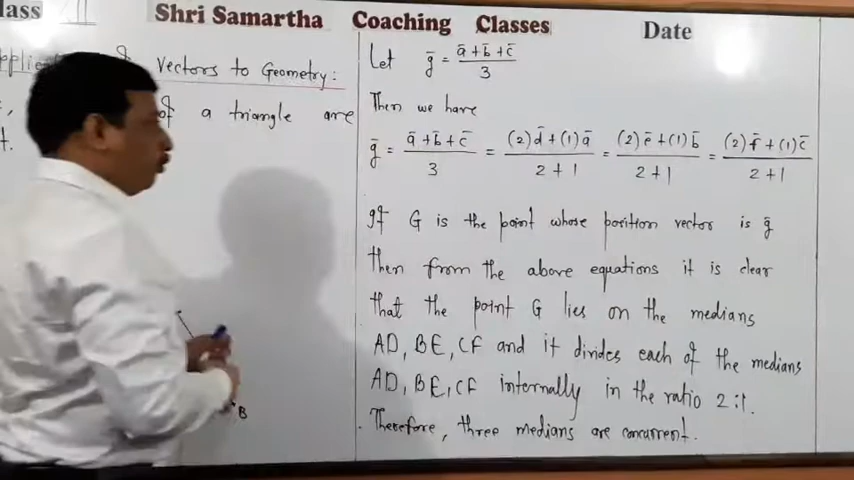 lass Shri Samartha Coaching Classes Date
Vectors to Geometry :
of a triangle are
B
Let g̅ = (a̅ + b̅ + c̅)/3
Then we have
g̅ = (a̅ + b̅ + c̅)/3 = ((2)d̅ + (1)a̅)/(2 + 1) = ((2)e̅ + (1)b̅)/(2 + 1) = ((2)f̅ + (1)c̅)/(2 + 1)
If G is the point whose position vector is g̅
then from the above equations it is clear
that the point G lies on the medians
AD, BE, CF and it divides each of the medians
AD, BE, CF internally in the ratio 2:1.
Therefore, three medians are concurrent.